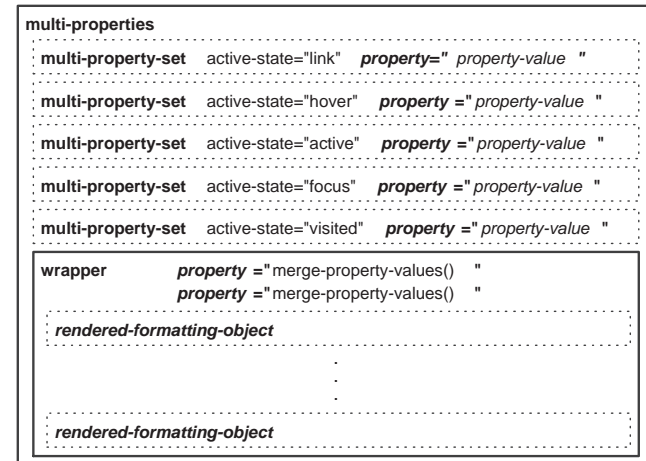 multi-properties
multi-property-set active-state="link" property=" property-value "
multi-property-set active-state="hover" property =" property-value "
multi-property-set active-state="active" property =" property-value "
multi-property-set active-state="focus" property =" property-value "
multi-property-set active-state="visited" property =" property-value "
wrapper property ="merge-property-values() "
property ="merge-property-values() "
rendered-formatting-object
.
.
.
rendered-formatting-object